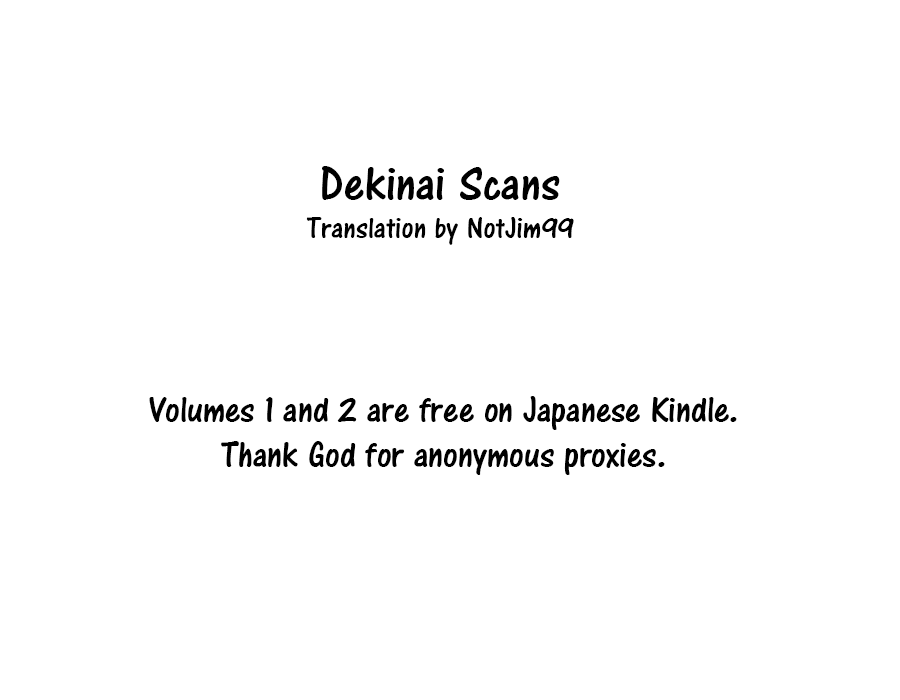 Dekinai Scans
Translation by NotJim99
Volumes 1 and 2 are free on Japanese Kindle.
Thank God for anonymous proxies.